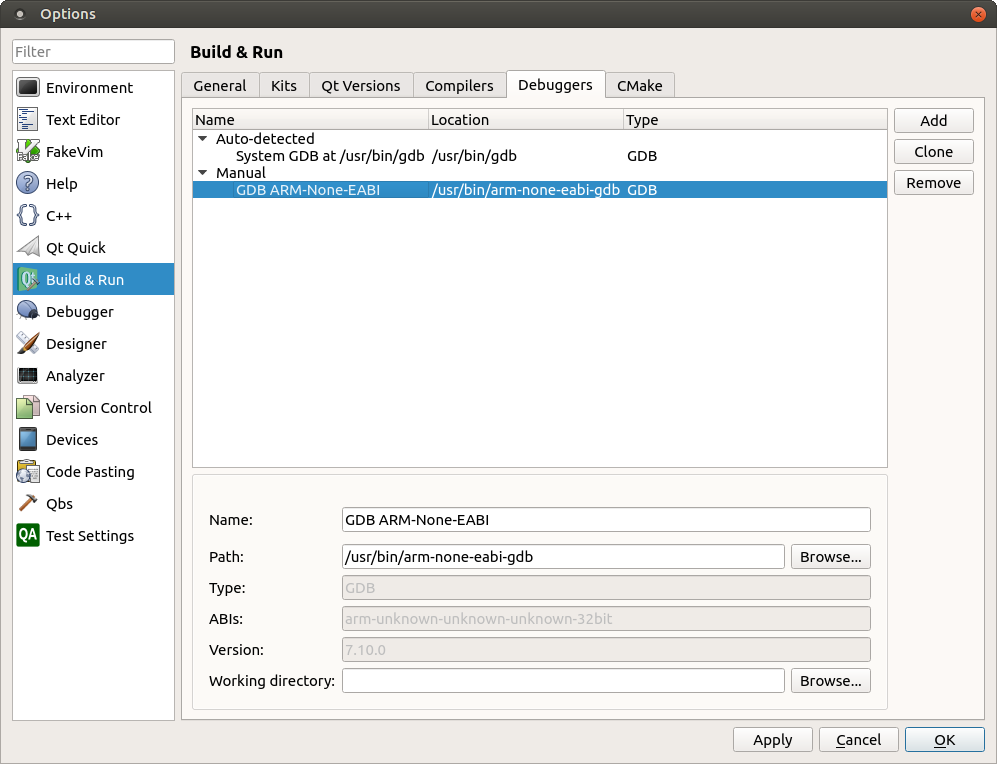 Options
Filter
Environment
Text Editor
FakeVim
Help
C++
Qt Quick
Build & Run
Debugger
Designer
Analyzer
Version Control
Devices
Code Pasting
Qbs
QA Test Settings
Build & Run
General Kits Qt Versions Compilers Debuggers CMake
Name Location Type
Auto-detected
System GDB at /usr/bin/gdb /usr/bin/gdb GDB
Manual
GDB ARM-None-EABI /usr/bin/arm-none-eabi-gdb GDB
Add
Clone
Remove
Name: GDB ARM-None-EABI
Path: /usr/bin/arm-none-eabi-gdb Browse...
Type: GDB
ABIs: arm-unknown-unknown-unknown-32bit
Version: 7.10.0
Working directory: Browse...
Apply Cancel OK